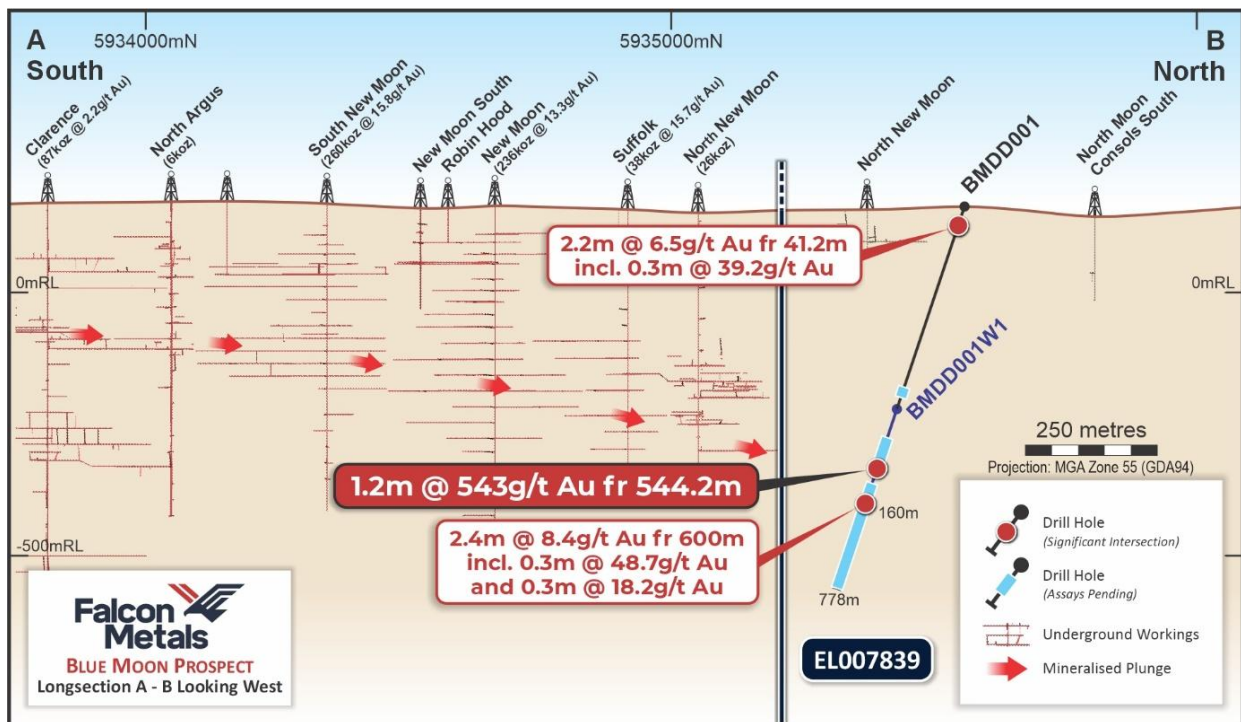 A
South
5934000mN
5935000mN
B
North
Clarence
(87koz @ 2.2g/t Au)
North Argus
(6koz)
South New Moon
(260koz @ 15.8g/t Au)
New Moon South
Robin Hood
New Moon
(236koz @ 13.3g/t Au)
Suffolk
(38koz @ 15.7g/t Au)
North New Moon
(26koz)
North New Moon
BMDD001
North Moon
Consols South
2.2m @ 6.5g/t Au fr 41.2m
incl. 0.3m @ 39.2g/t Au
0mRL
0mRL
BMDD001W1
250 metres
Projection: MGA Zone 55 (GDA94)
1.2m @ 543g/t Au fr 544.2m
160m
2.4m @ 8.4g/t Au fr 600m
incl. 0.3m @ 48.7g/t Au
and 0.3m @ 18.2g/t Au
-500mRL
778m
EL007839
Falcon
Metals
BLUE MOON PROSPECT
Longsection A - B Looking West
Drill Hole
(Significant Intersection)
Drill Hole
(Assays Pending)
Underground Workings
Mineralised Plunge